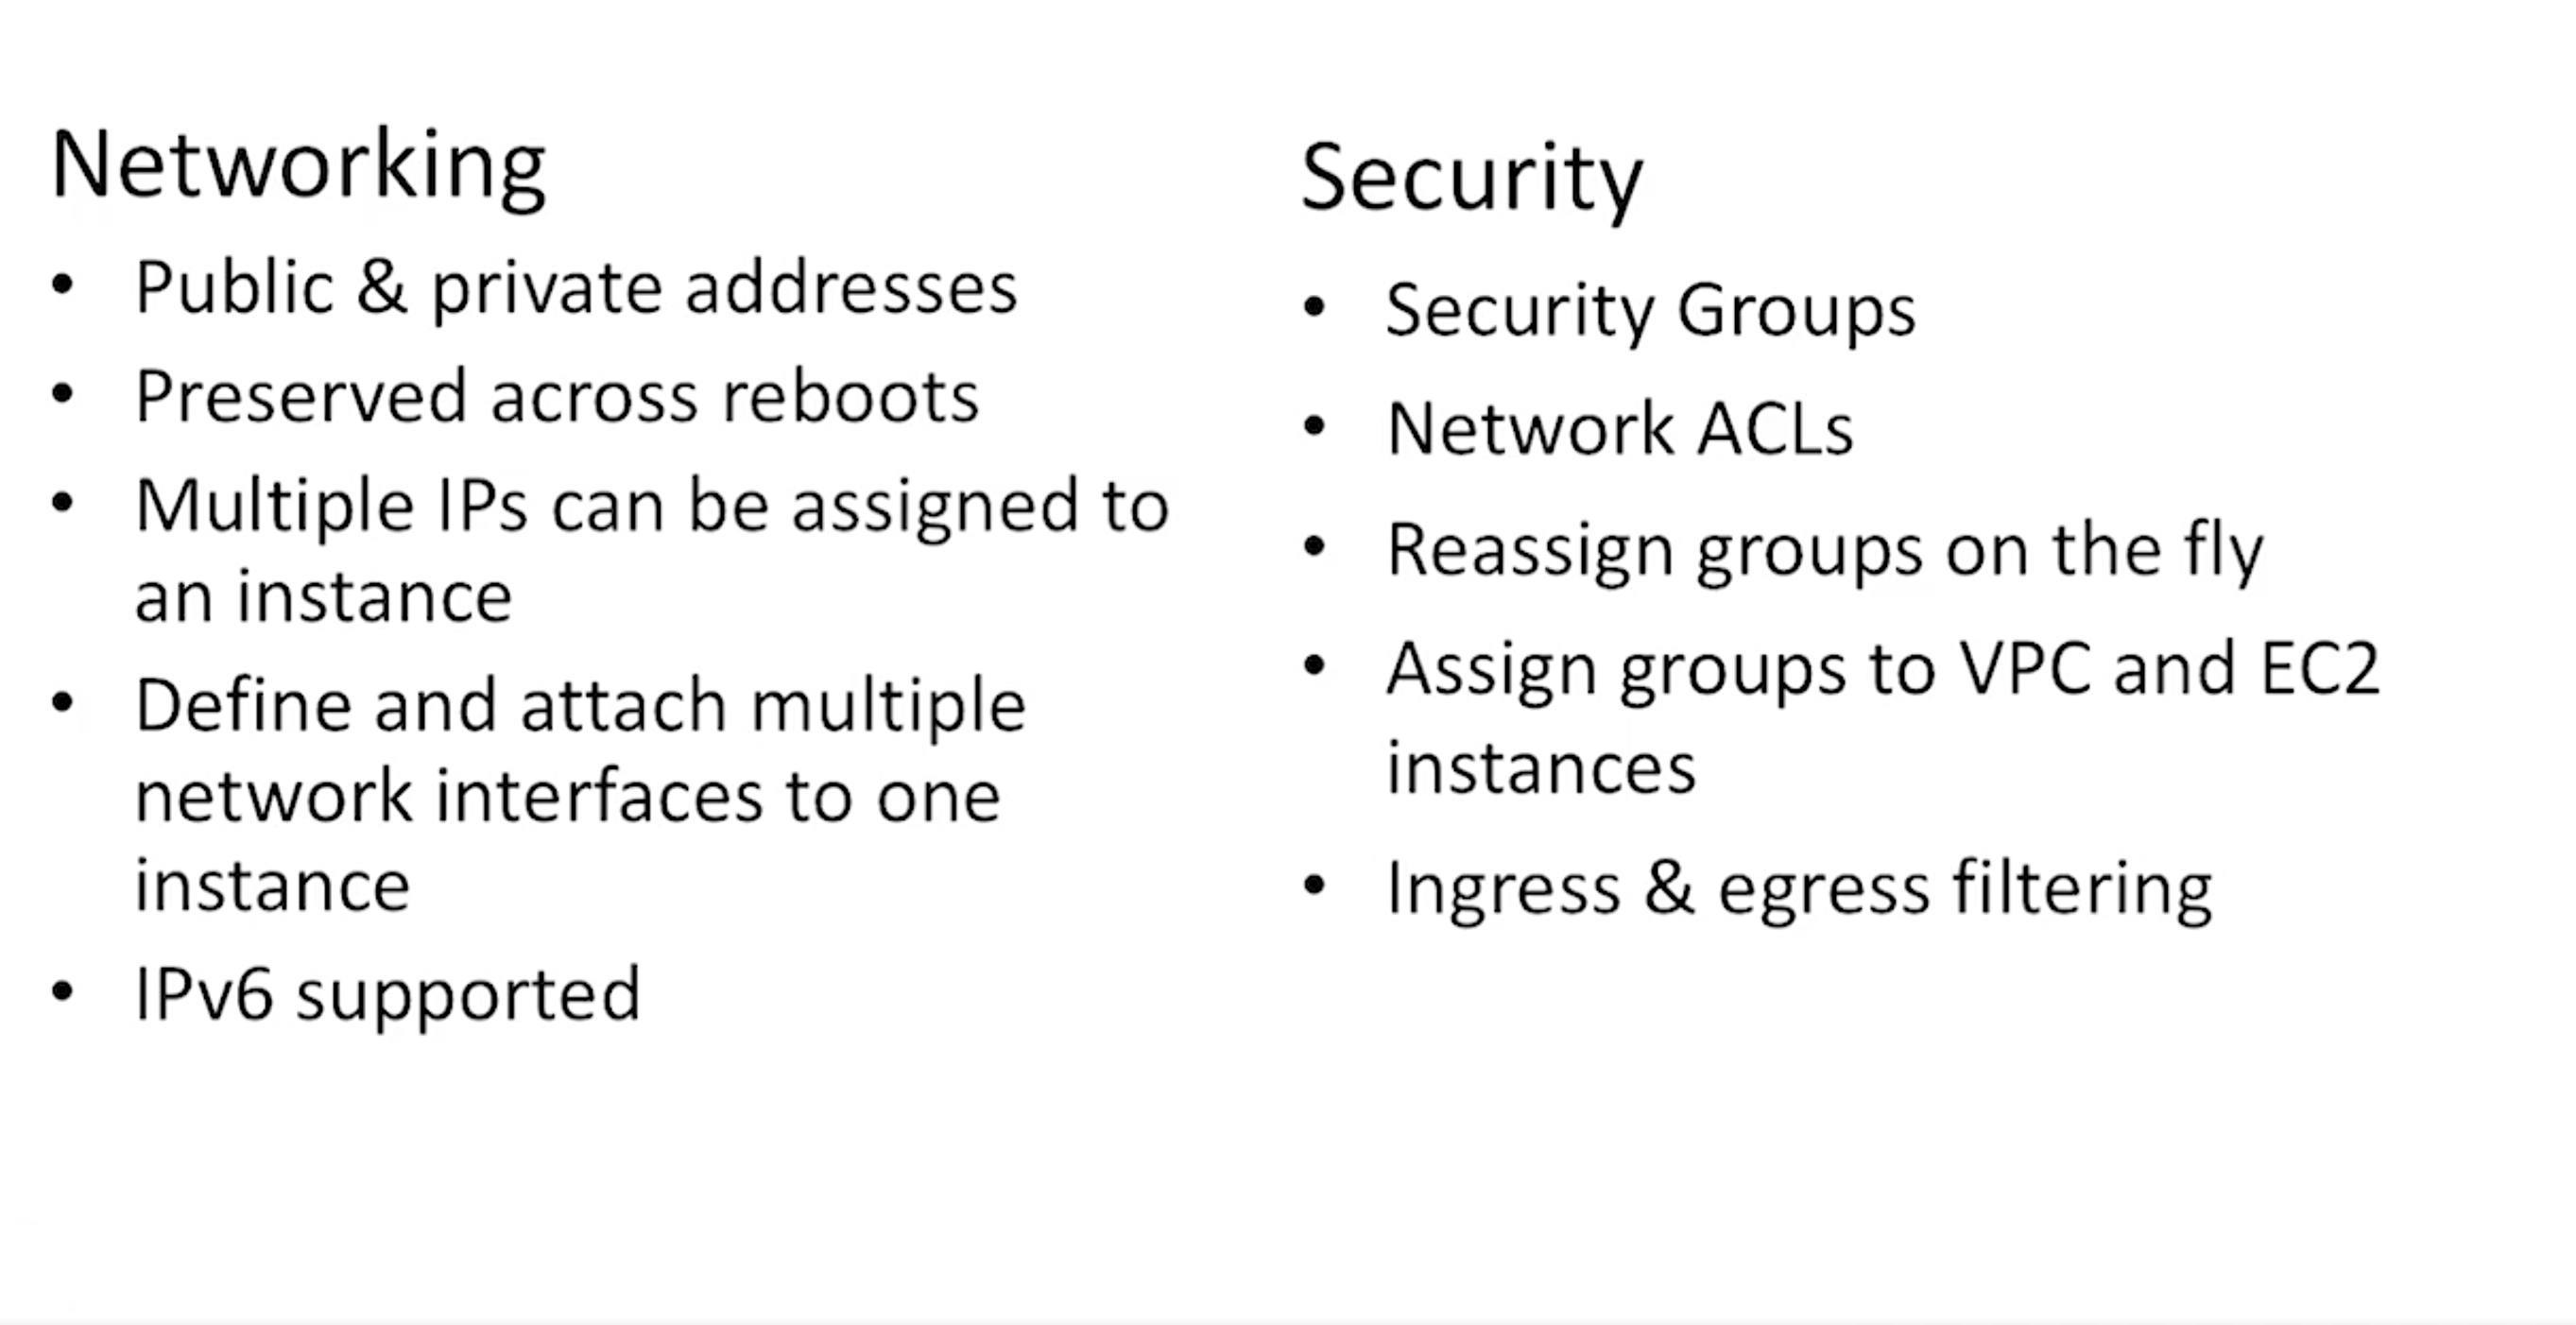 Networking
• Public & private addresses
• Preserved across reboots
• Multiple IPs can be assigned to
an instance
• Define and attach multiple
network interfaces to one
instance
• IPv6 supported
Security
• Security Groups
• Network ACLs
• Reassign groups on the fly
• Assign groups to VPC and EC2
instances
• Ingress & egress filtering